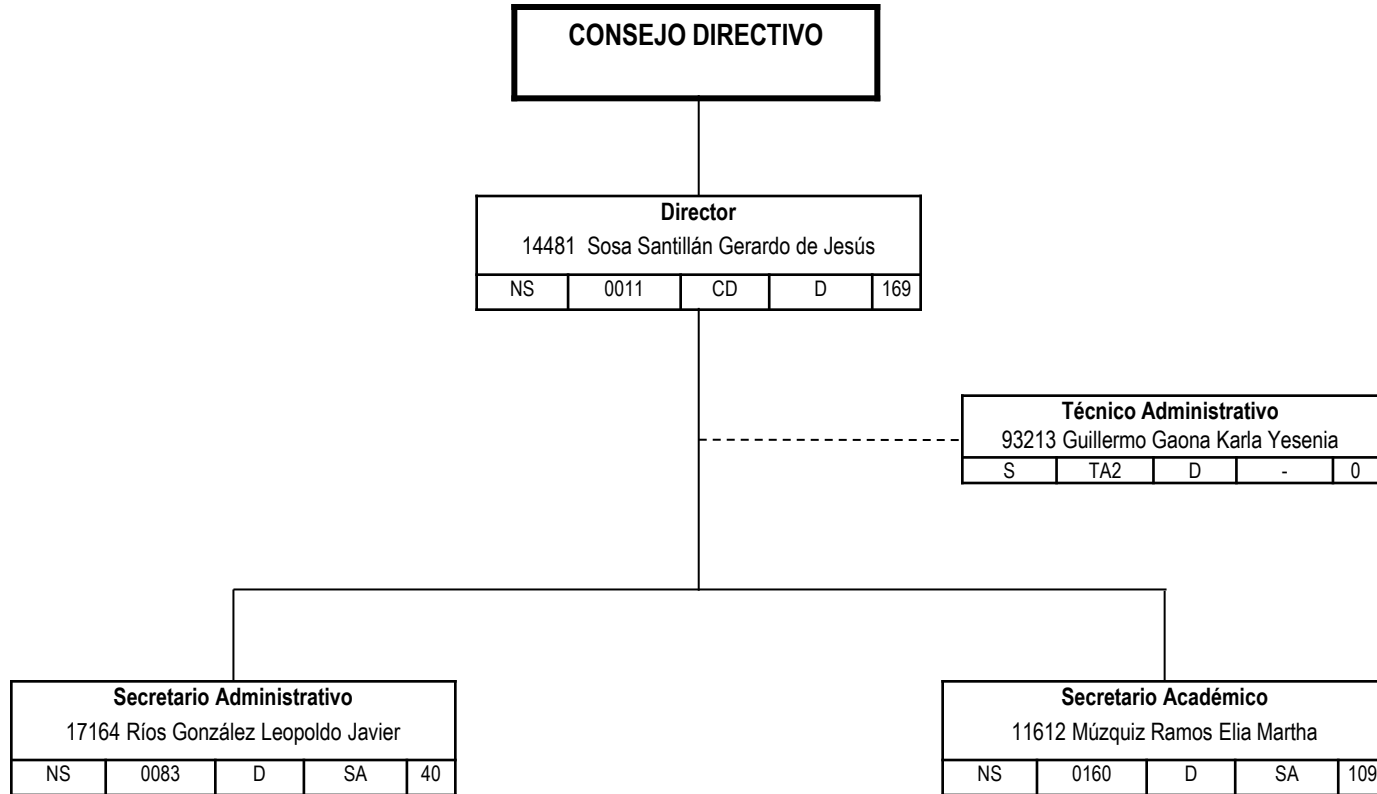 CONSEJO DIRECTIVO
Director
14481 Sosa Santillán Gerardo de Jesús
NS 0011 CD D 169
Técnico Administrativo
93213 Guillermo Gaona Karla Yesenia
S TA2 D - 0
Secretario Administrativo
17164 Ríos González Leopoldo Javier
NS 0083 D SA 40
Secretario Académico
11612 Múzquiz Ramos Elia Martha
NS 0160 D SA 109